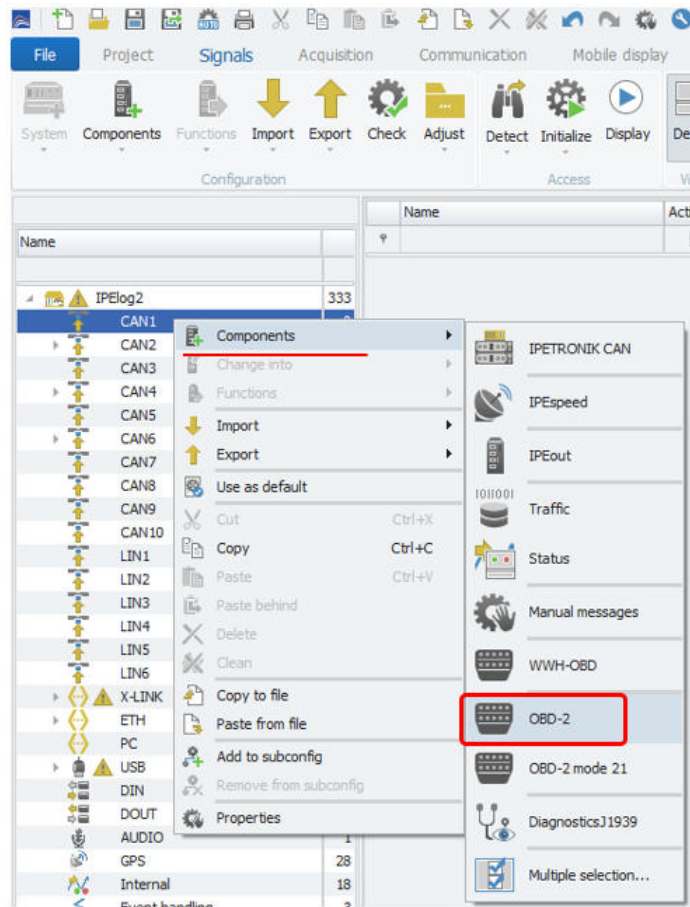 AUTO
File Project Signals Acquisition Communication Mobile display
System Components Functions Import Export Check Adjust Detect Initialize Display
Configuration Access
Name
Name
IPElog2 333
CAN1
CAN2
CAN3
CAN4
CAN5
CAN6
CAN7
CAN8
CAN9
CAN10
LIN1
LIN2
LIN3
LIN4
LIN5
LIN6
X-LINK
ETH
PC
USB
DIN
DOUT
AUDIO 1
GPS 28
Internal 18
Event handling 3
Components
Change into
Functions
Import
Export
Use as default
Cut Ctrl+X
Copy Ctrl+C
Paste Ctrl+V
Paste behind
Delete
Clean
Copy to file
Paste from file
Add to subconfig
Remove from subconfig
Properties
IPETRONIK CAN
IPEspeed
IPEout
1011001
Traffic
Status
Manual messages
WWH-OBD
OBD-2
OBD-2 mode 21
DiagnosticsJ1939
Multiple selection...